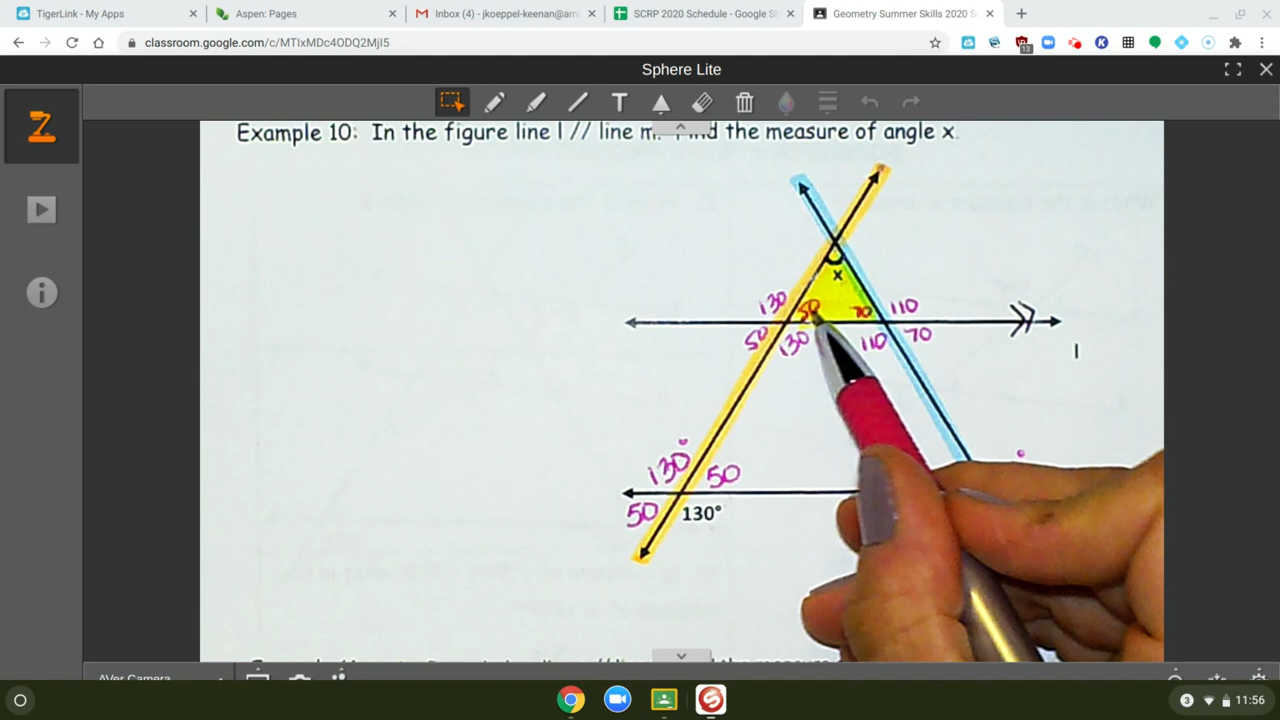 TigerLink - My Apps
Aspen: Pages
Inbox (4) - jkoeppel-keenan@am
SCRP 2020 Schedule - Google S
Geometry Summer Skills 2020 S
classroom.google.com/c/MTIxMDc4ODQ2MjI5
13
Sphere Lite
T
Example 10: In the figure line l // line m. Find the measure of angle x.
x
130 50 70 110
50 130 110 70
l
130° 50
50 130°
AVer Camera
3 11:56